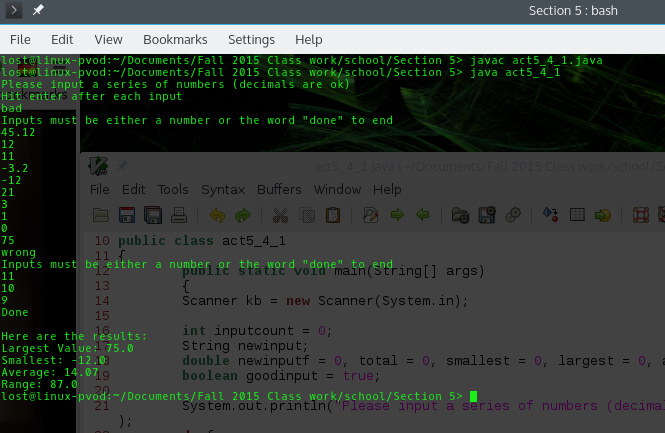 Section 5 : bash
File Edit View Bookmarks Settings Help
lost@linux-pvod:~/Documents/Fall 2015 Class work/school/Section 5> javac act5_4_1.java
lost@linux-pvod:~/Documents/Fall 2015 Class work/school/Section 5> java act5_4_1
Please input a series of numbers (decimals are ok)
Hit enter after each input
bad
Inputs must be either a number or the word "done" to end
45.12
12
11
-3.2
-12
21
3
1
0
75
wrong
Inputs must be either a number or the word "done" to end
11
10
9
Done
Here are the results:
Largest Value: 75.0
Smallest: -12.0
Average: 14.07
Range: 87.0
lost@linux-pvod:~/Documents/Fall 2015 Class work/school/Section 5>
act5_4_1.java (~/Documents/Fall 2015 Class work/school/S
File Edit Tools Syntax Buffers Window Help
10 public class act5_4_1
11 {
12 public static void main(String[] args)
13 {
14 Scanner kb = new Scanner(System.in);
15
16 int inputcount = 0;
17 String newinput;
18 double newinputf = 0, total = 0, smallest = 0, largest = 0, a
19 boolean goodinput = true;
20
21 System.out.println("Please input a series of numbers (decimal
);